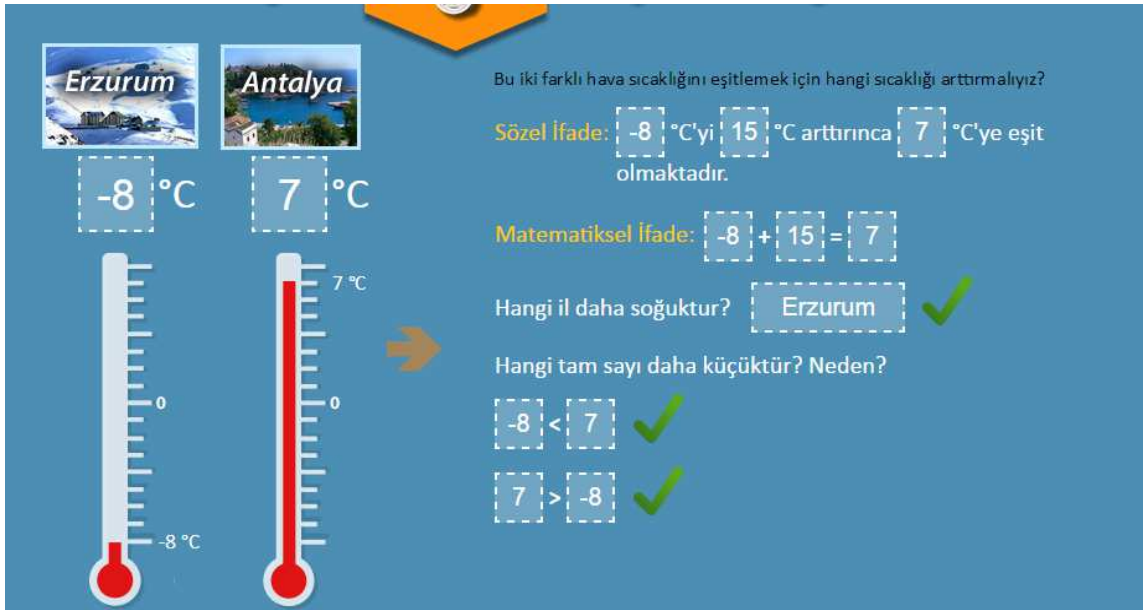 Erzurum
Antalya
-8 °C
7 °C
7 °C
0
0
-8 °C
Bu iki farklı hava sıcaklığını eşitlemek için hangi sıcaklığı arttırmalıyız?
Sözel İfade: -8 °C'yi 15 °C arttırınca 7 °C'ye eşit
olmaktadır.
Matematiksel İfade: -8 + 15 = 7
Hangi il daha soğuktur? Erzurum
Hangi tam sayı daha küçüktür? Neden?
-8 < 7
7 > -8